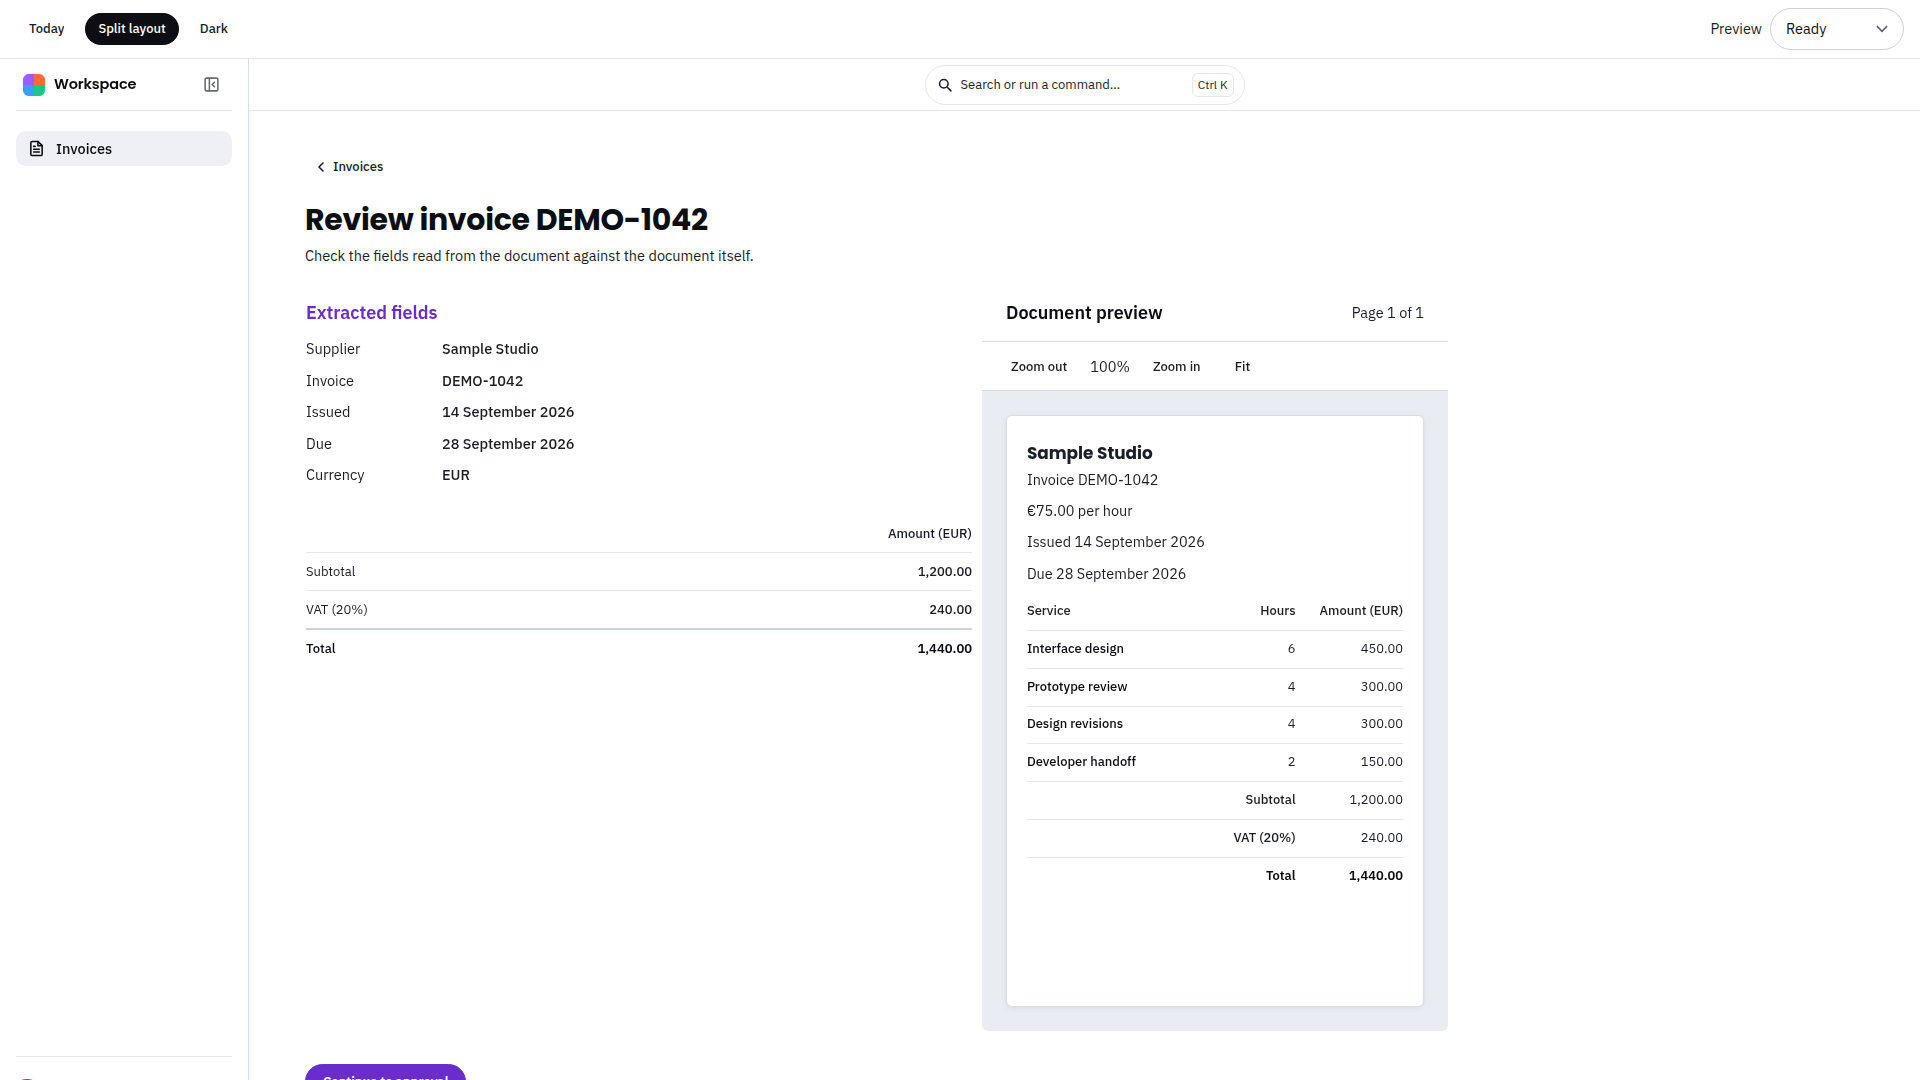 Today
Split layout
Dark
Preview
Ready
Workspace
Search or run a command...
Ctrl K
Invoices
Invoices
Review invoice DEMO-1042
Check the fields read from the document against the document itself.
Extracted fields
Supplier Sample Studio
Invoice DEMO-1042
Issued 14 September 2026
Due 28 September 2026
Currency EUR
Amount (EUR)
Subtotal 1,200.00
VAT (20%) 240.00
Total 1,440.00
Document preview
Page 1 of 1
Zoom out 100% Zoom in Fit
Sample Studio
Invoice DEMO-1042
€75.00 per hour
Issued 14 September 2026
Due 28 September 2026
Service Hours Amount (EUR)
Interface design 6 450.00
Prototype review 4 300.00
Design revisions 4 300.00
Developer handoff 2 150.00
Subtotal 1,200.00
VAT (20%) 240.00
Total 1,440.00
Continue to approval